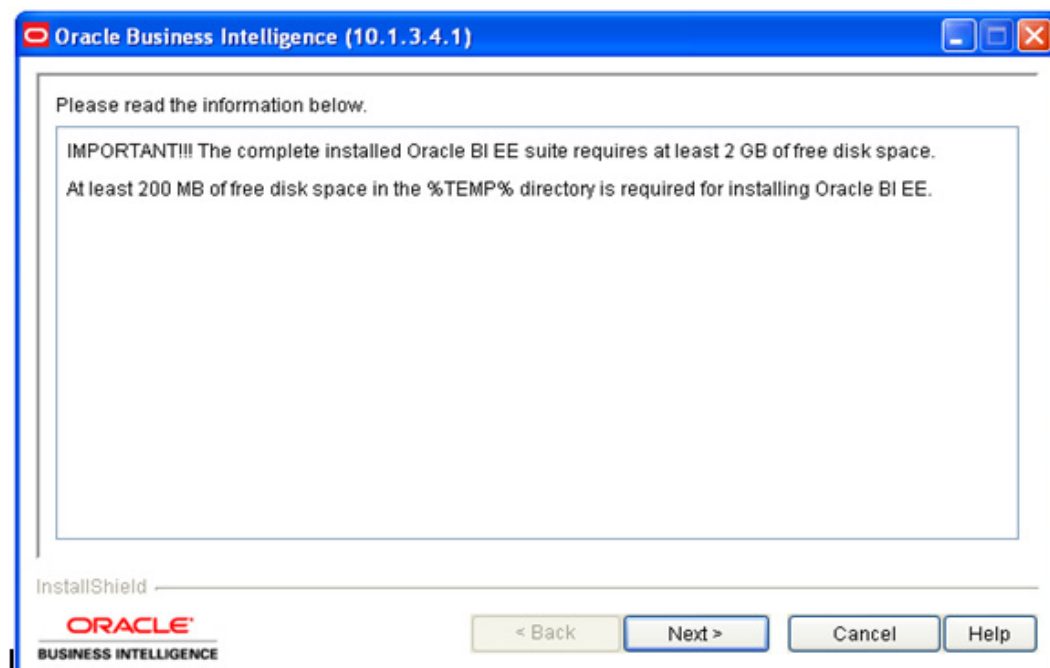 Oracle Business Intelligence (10.1.3.4.1)
Please read the information below.
IMPORTANT!!! The complete installed Oracle BI EE suite requires at least 2 GB of free disk space.
At least 200 MB of free disk space in the %TEMP% directory is required for installing Oracle BI EE.
InstallShield
ORACLE
BUSINESS INTELLIGENCE
< Back
Next >
Cancel
Help